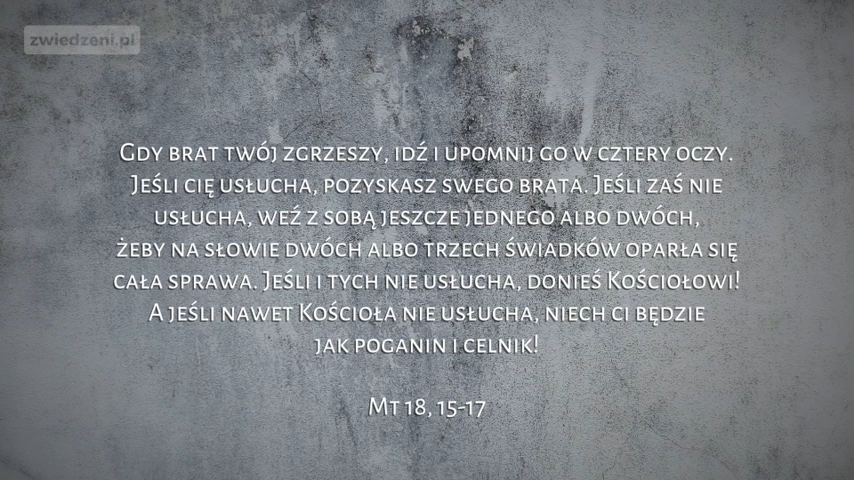 zwiedzeni.pl
Gdy brat twój zgrzeszy, idź i upomnij go w cztery oczy.
Jeśli cię usłucha, pozyskasz swego brata. Jeśli zaś nie
usłucha, weź z sobą jeszcze jednego albo dwóch,
żeby na słowie dwóch albo trzech świadków oparła się
cała sprawa. Jeśli i tych nie usłucha, donieś Kościołowi!
A jeśli nawet Kościoła nie usłucha, niech ci będzie
jak poganin i celnik!
Mt 18, 15-17